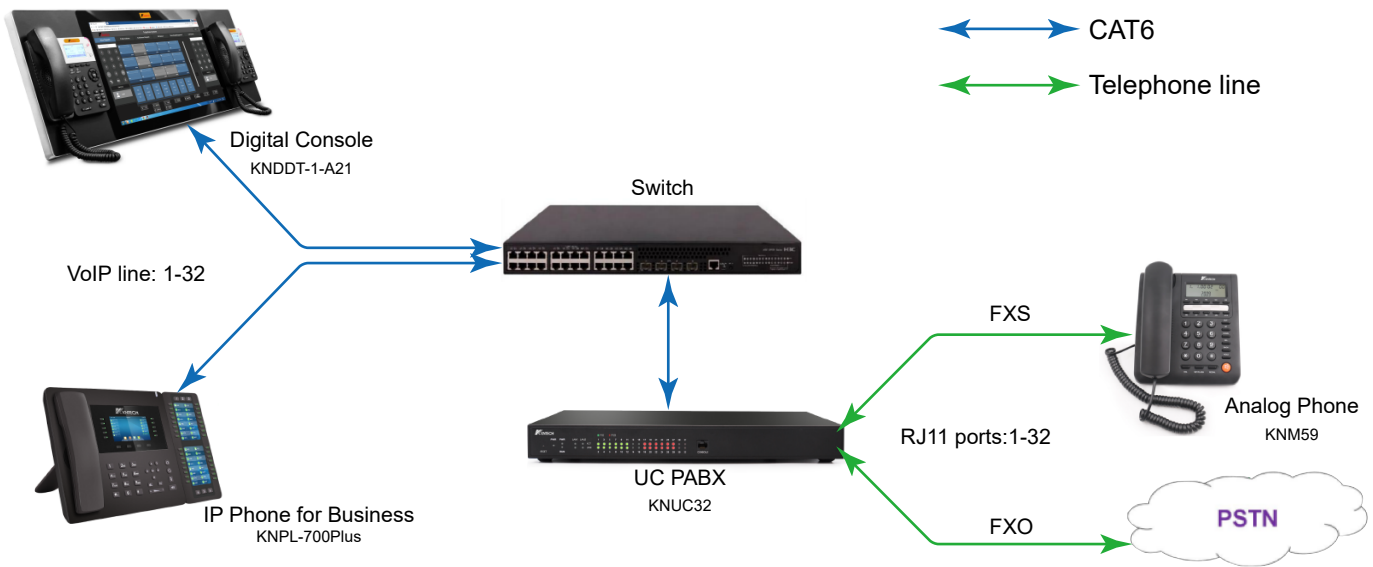 CAT6
Telephone line
Digital Console
KNDDT-1-A21
Switch
VoIP line: 1-32
FXS
Analog Phone
KNM59
RJ11 ports:1-32
UC PABX
KNUC32
IP Phone for Business
KNPL-700Plus
FXO
PSTN